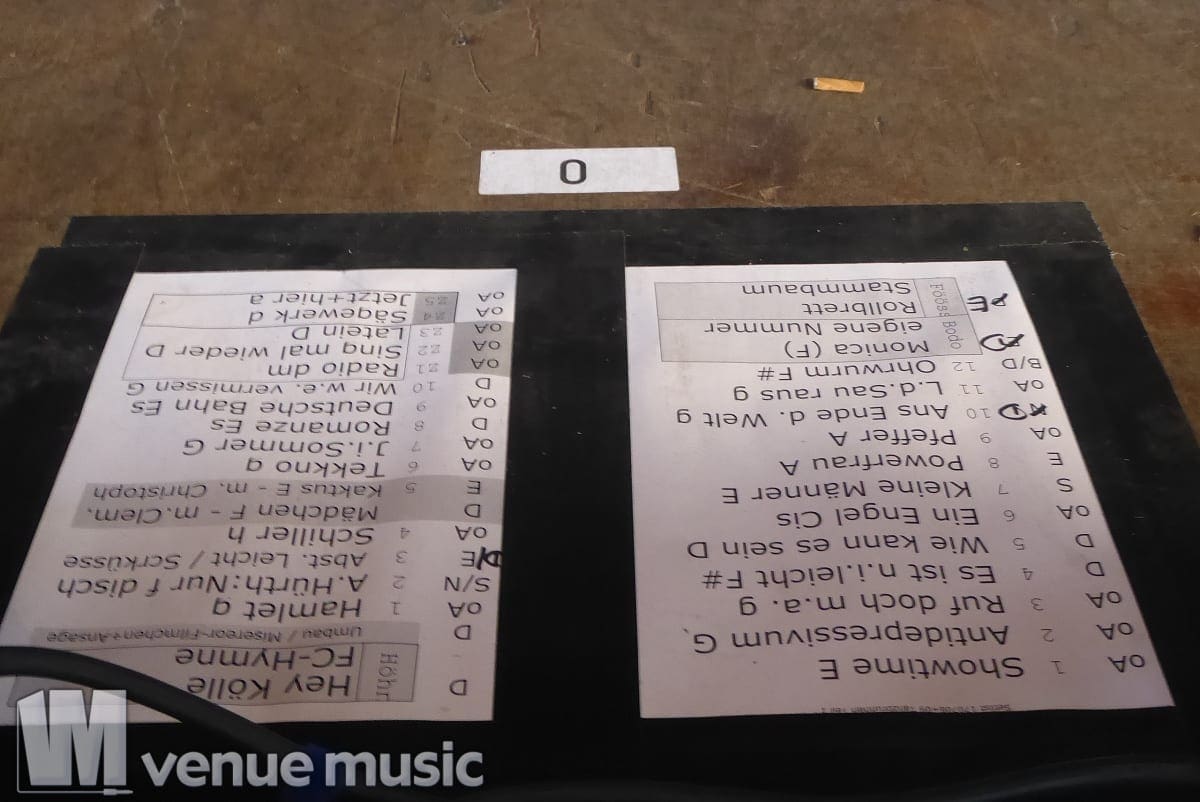 oA 1 Showtime E
oA 2 Antidepressivum G
oA 3 Ruf doch m.a. g
D 4 Es ist n.i.leicht F#
D 5 Wie kann es sein D
oA 6 Ein Engel Cis
S 7 Kleine Männer E
E 8 Powerfrau A
oA 9 Pfeffer A
10 Ans Ende d. Welt g
oA 11 L.d.Sau raus g
B/D 12 Ohrwurm F#
Bodo Monica (F)
eigene Nummer
Fööss Rollbrett
E Stammbaum
D Hey Kölle
FC-Hymne
D Umbau / Misereor-Filmchen+Ansage
oA 1 Hamlet g
S/N 2 A.Hürth:Nur f disch
D/E 3 Abst. Leicht / Scrküsse
oA 4 Schiller h
D Mädchen F - m.Clem.
E 5 Kaktus E - m. Christoph
oA 6 Tekkno g
oA 7 J.i.Sommer G
D 8 Romanze Es
oA 9 Deutsche Bahn Es
D 10 Wir w.e. vermissen G
oA 21 Radio dm
oA 22 Sing mal wieder D
oA 23 Latein D
oA 24 Sägewerk d
oA 25 Jetzt+hier a
O
venue music